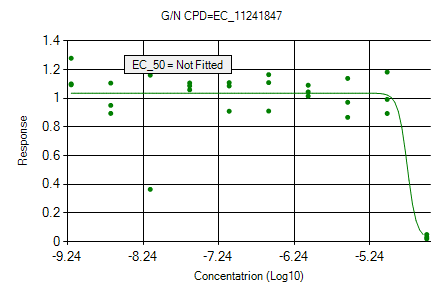 G/N CPD=EC_11241847
1.4
1.2
1
0.8
0.6
0.4
0.2
0
EC_50 = Not Fitted
Response
-9.24 -8.24 -7.24 -6.24 -5.24
Concentatrion (Log10)